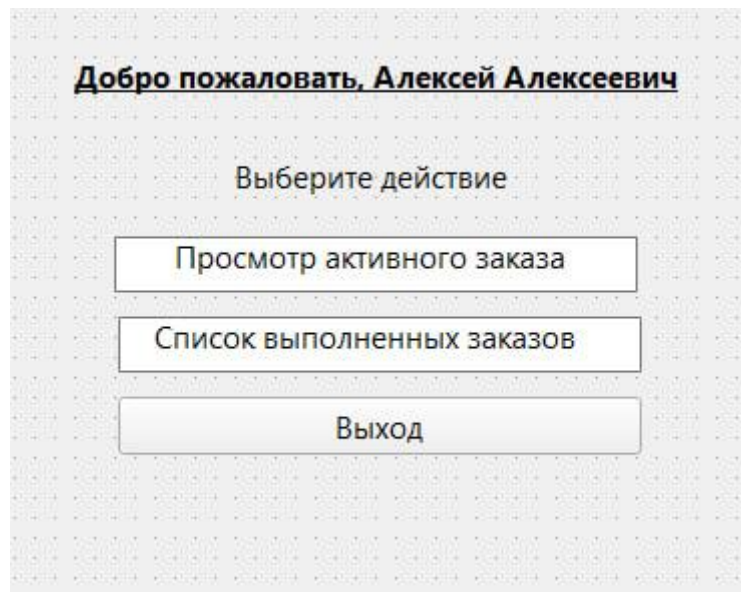 Добро пожаловать, Алексей Алексеевич
Выберите действие
Просмотр активного заказа
Список выполненных заказов
Выход